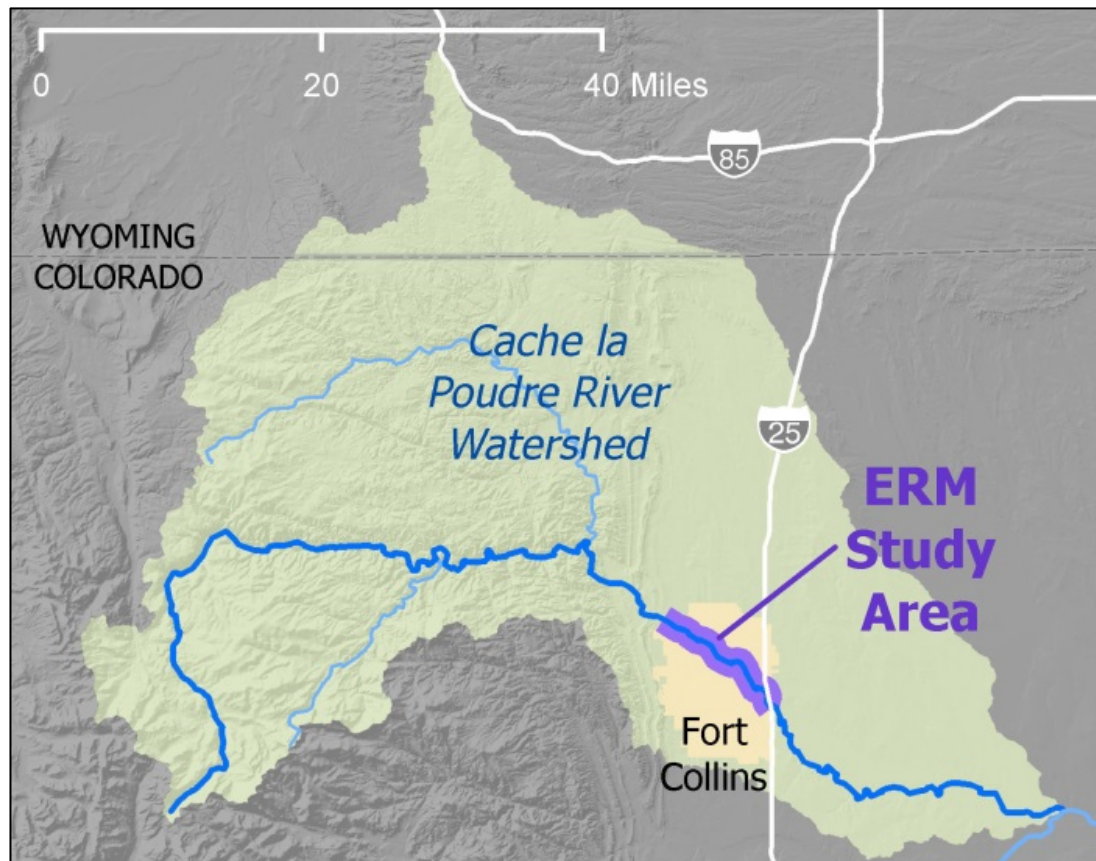 0 20 40 Miles
85
WYOMING
COLORADO
Cache la
Poudre River
Watershed
25
ERM
Study
Area
Fort
Collins